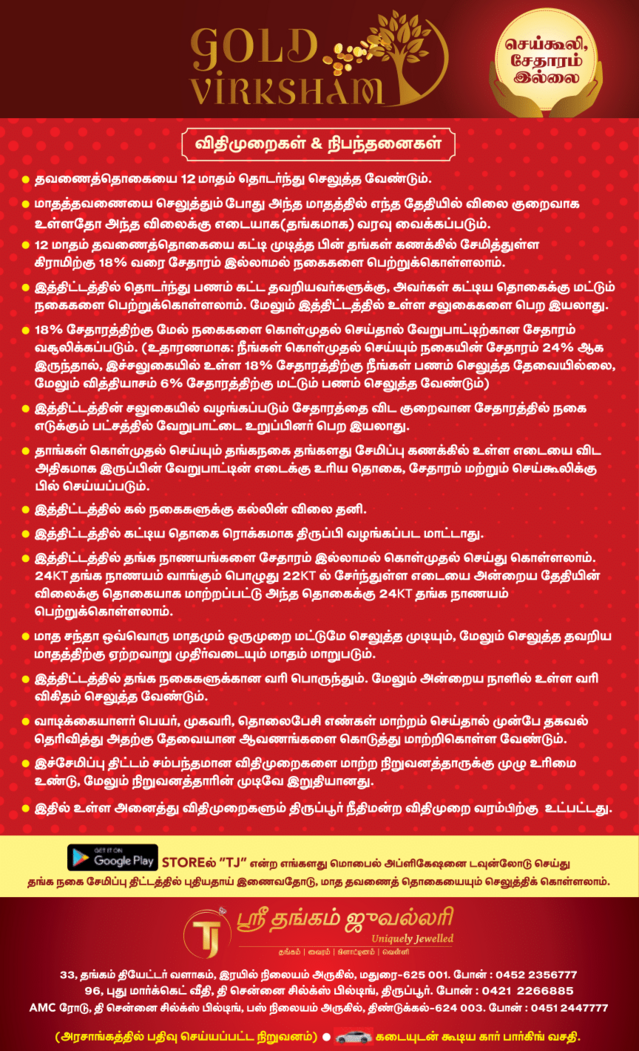 GOLD
VIRKSHAM
செய்கூலி,
சேதாரம்
இல்லை
விதிமுறைகள் & நிபந்தனைகள்
தவணைத்தொகையை 12 மாதம் தொடர்ந்து செலுத்த வேண்டும்.
மாதத்தவணையை செலுத்தும் போது அந்த மாதத்தில் எந்த தேதியில் விலை குறைவாக
உள்ளதோ அந்த விலைக்கு எடையாக(தங்கமாக) வரவு வைக்கப்படும்.
12 மாதம் தவணைத்தொகையை கட்டி முடித்த பின் தங்கள் கணக்கில் சேமித்துள்ள
கிராமிற்கு 18% வரை சேதாரம் இல்லாமல் நகைகளை பெற்றுக்கொள்ளலாம்.
இத்திட்டத்தில் தொடர்ந்து பணம் கட்ட தவறியவர்களுக்கு, அவர்கள் கட்டிய தொகைக்கு மட்டும்
நகைகளை பெற்றுக்கொள்ளலாம். மேலும் இத்திட்டத்தில் உள்ள சலுகைகளை பெற இயலாது.
18% சேதாரத்திற்கு மேல் நகைகளை கொள்முதல் செய்தால் வேறுபாட்டிற்கான சேதாரம்
வசூலிக்கப்படும். (உதாரணமாக: நீங்கள் கொள்முதல் செய்யும் நகையின் சேதாரம் 24% ஆக
இருந்தால், இச்சலுகையில் உள்ள 18% சேதாரத்திற்கு நீங்கள் பணம் செலுத்த தேவையில்லை,
மேலும் வித்தியாசம் 6% சேதாரத்திற்கு மட்டும் பணம் செலுத்த வேண்டும்)
இத்திட்டத்தின் சலுகையில் வழங்கப்படும் சேதாரத்தை விட குறைவான சேதாரத்தில் நகை
எடுக்கும் பட்சத்தில் வேறுபாட்டை உறுப்பினர் பெற இயலாது.
தாங்கள் கொள்முதல் செய்யும் தங்கநகை தங்களது சேமிப்பு கணக்கில் உள்ள எடையை விட
அதிகமாக இருப்பின் வேறுபாட்டின் எடைக்கு உரிய தொகை, சேதாரம் மற்றும் செய்கூலிக்கு
பில் செய்யப்படும்.
இத்திட்டத்தில் கல் நகைகளுக்கு கல்லின் விலை தனி.
இத்திட்டத்தில் கட்டிய தொகை ரொக்கமாக திருப்பி வழங்கப்பட மாட்டாது.
இத்திட்டத்தில் தங்க நாணயங்களை சேதாரம் இல்லாமல் கொள்முதல் செய்து கொள்ளலாம்.
24KT தங்க நாணயம் வாங்கும் பொழுது 22KT ல் சேர்ந்துள்ள எடையை அன்றைய தேதியின்
விலைக்கு தொகையாக மாற்றப்பட்டு அந்த தொகைக்கு 24KT தங்க நாணயம்
பெற்றுக்கொள்ளலாம்.
மாத சந்தா ஒவ்வொரு மாதமும் ஒருமுறை மட்டுமே செலுத்த முடியும், மேலும் செலுத்த தவறிய
மாதத்திற்கு ஏற்றவாறு முதிர்வடையும் மாதம் மாறுபடும்.
இத்திட்டத்தில் தங்க நகைகளுக்கான வரி பொருந்தும். மேலும் அன்றைய நாளில் உள்ள வரி
விகிதம் செலுத்த வேண்டும்.
வாடிக்கையாளர் பெயர், முகவரி, தொலைபேசி எண்கள் மாற்றம் செய்தால் முன்பே தகவல்
தெரிவித்து அதற்கு தேவையான ஆவணங்களை கொடுத்து மாற்றிகொள்ள வேண்டும்.
இச்சேமிப்பு திட்டம் சம்பந்தமான விதிமுறைகளை மாற்ற நிறுவனத்தாருக்கு முழு உரிமை
உண்டு, மேலும் நிறுவனத்தாரின் முடிவே இறுதியானது.
இதில் உள்ள அனைத்து விதிமுறைகளும் திருப்பூர் நீதிமன்ற விதிமுறை வரம்பிற்கு உட்பட்டது.
GET IT ON
Google Play STOREல் "TJ" என்ற எங்களது மொபைல் அப்ளிகேஷனை டவுன்லோடு செய்து
தங்க நகை சேமிப்பு திட்டத்தில் புதியதாய் இணைவதோடு, மாத தவணைத் தொகையையும் செலுத்திக் கொள்ளலாம்.
TJ
ஸ்ரீ தங்கம் ஜுவல்லரி
Uniquely Jewelled
தங்கம் | வைரம் | பிளாட்டினம் | வெள்ளி
33, தங்கம் தியேட்டர் வளாகம், இரயில் நிலையம் அருகில், மதுரை-625 001. போன் : 0452 2356777
96, புது மார்க்கெட் வீதி, தி சென்னை சில்க்ஸ் பில்டிங், திருப்பூர். போன் : 0421 2266885
AMC ரோடு, தி சென்னை சில்க்ஸ் பில்டிங், பஸ் நிலையம் அருகில், திண்டுக்கல்-624 003. போன் : 0451 2447777
(அரசாங்கத்தில் பதிவு செய்யப்பட்ட நிறுவனம்) ● கடையுடன் கூடிய கார் பார்கிங் வசதி.